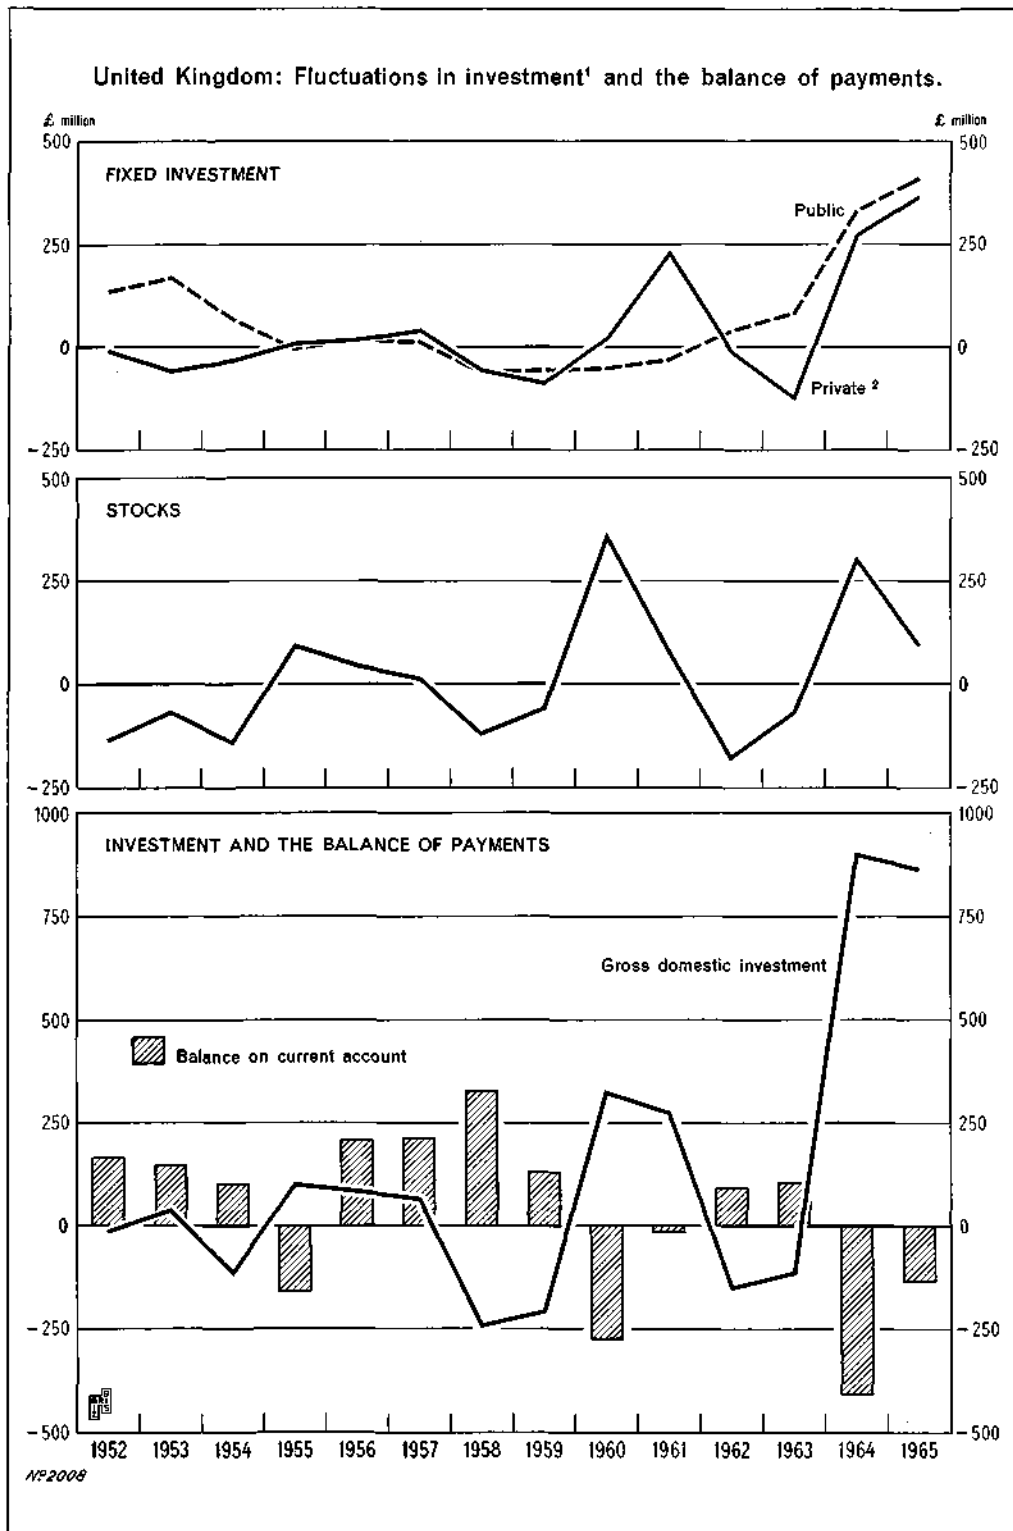 United Kingdom: Fluctuations in investment¹ and the balance of payments.
£ million £ million
500 500
FIXED INVESTMENT
Public
250 250
0 0
Private ²
-250 -250
500 500
STOCKS
250 250
0 0
-250 -250
1000 1000
INVESTMENT AND THE BALANCE OF PAYMENTS
750 750
Gross domestic investment
500 500
Balance on current account
250 250
0 0
-250 -250
-500 -500
1952 1953 1954 1955 1956 1957 1958 1959 1960 1961 1962 1963 1964 1965
Nº 2008